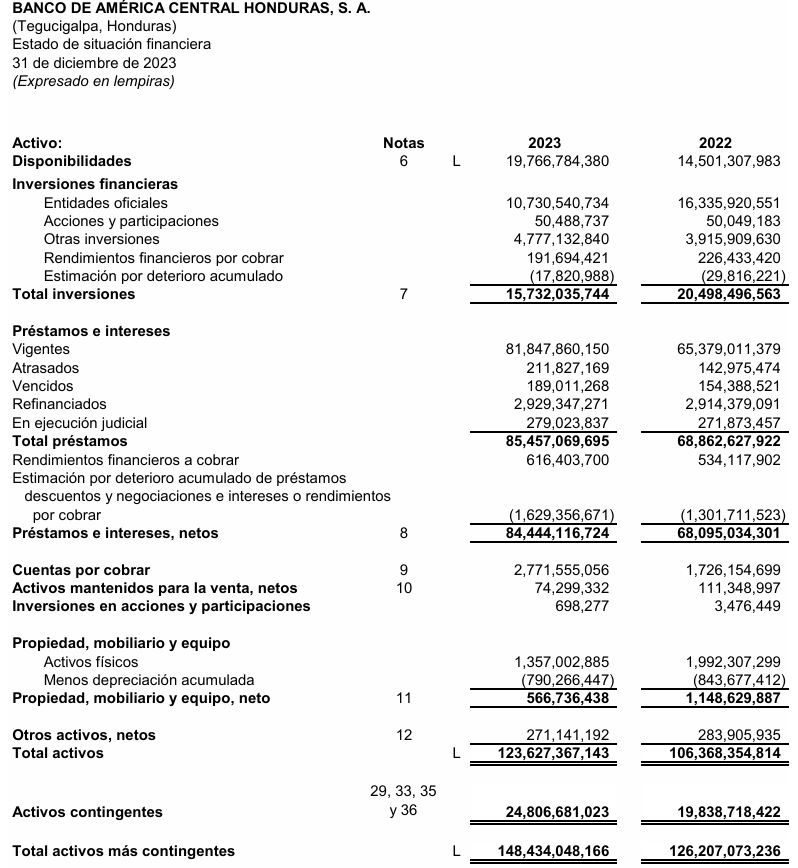 BANCO DE AMÉRICA CENTRAL HONDURAS, S. A.
(Tegucigalpa, Honduras)
Estado de situación financiera
31 de diciembre de 2023
(Expresado en lempiras)
Activo: Notas 2023 2022
Disponibilidades 6 L 19,766,784,380 14,501,307,983
Inversiones financieras
Entidades oficiales 10,730,540,734 16,335,920,551
Acciones y participaciones 50,488,737 50,049,183
Otras inversiones 4,777,132,840 3,915,909,630
Rendimientos financieros por cobrar 191,694,421 226,433,420
Estimación por deterioro acumulado (17,820,988) (29,816,221)
Total inversiones 7 15,732,035,744 20,498,496,563
Préstamos e intereses
Vigentes 81,847,860,150 65,379,011,379
Atrasados 211,827,169 142,975,474
Vencidos 189,011,268 154,388,521
Refinanciados 2,929,347,271 2,914,379,091
En ejecución judicial 279,023,837 271,873,457
Total préstamos 85,457,069,695 68,862,627,922
Rendimientos financieros a cobrar 616,403,700 534,117,902
Estimación por deterioro acumulado de préstamos
descuentos y negociaciones e intereses o rendimientos
por cobrar (1,629,356,671) (1,301,711,523)
Préstamos e intereses, netos 8 84,444,116,724 68,095,034,301
Cuentas por cobrar 9 2,771,555,056 1,726,154,699
Activos mantenidos para la venta, netos 10 74,299,332 111,348,997
Inversiones en acciones y participaciones 698,277 3,476,449
Propiedad, mobiliario y equipo
Activos físicos 1,357,002,885 1,992,307,299
Menos depreciación acumulada (790,266,447) (843,677,412)
Propiedad, mobiliario y equipo, neto 11 566,736,438 1,148,629,887
Otros activos, netos 12 271,141,192 283,905,935
Total activos L 123,627,367,143 106,368,354,814
29, 33, 35
Activos contingentes y 36 24,806,681,023 19,838,718,422
Total activos más contingentes L 148,434,048,166 126,207,073,236